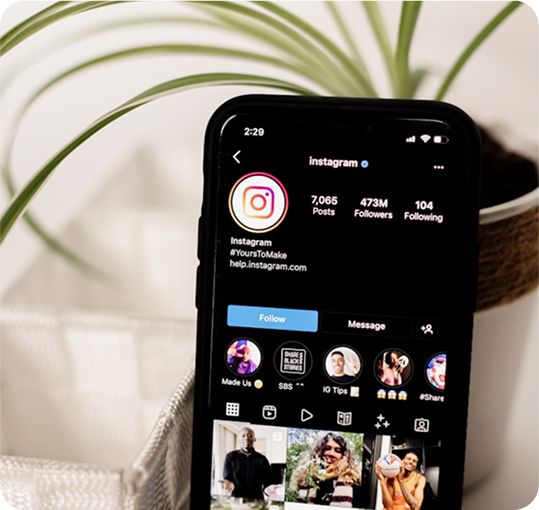 2:29
instagram
7,065 473M 104
Posts Followers Following
Instagram
#YoursToMake
help.instagram.com
Follow Message
SHARE
BLACK
STORIES
Made Us SBS IG Tips #Share